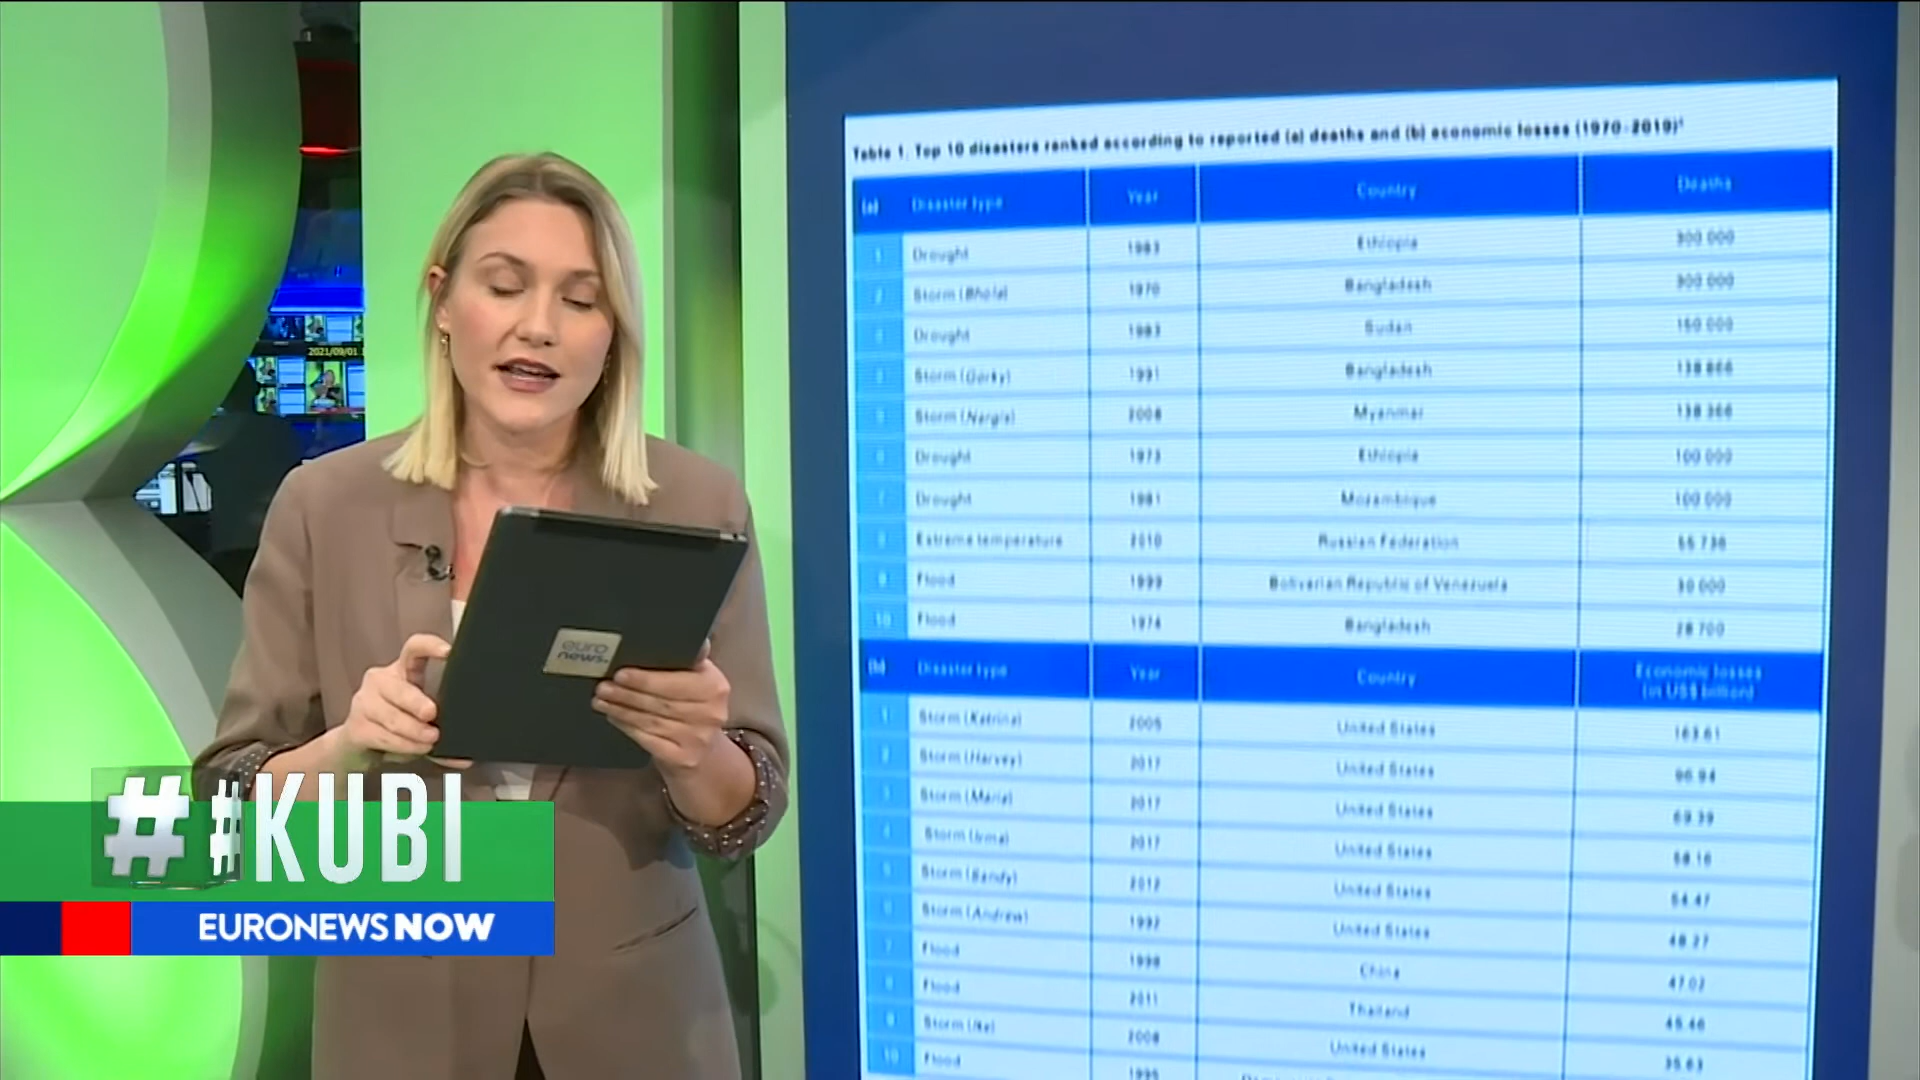 Table 1. Top 10 disasters ranked according to reported (a) deaths and (b) economic losses (1970–2019)¹
(a) Disaster type Year Country Deaths
1 Drought 1983 Ethiopia 300 000
2 Storm (Bhola) 1970 Bangladesh 300 000
3 Drought 1983 Sudan 150 000
4 Storm (Gorky) 1991 Bangladesh 138 866
5 Storm (Nargis) 2008 Myanmar 138 366
6 Drought 1973 Ethiopia 100 000
7 Drought 1981 Mozambique 100 000
8 Extreme temperature 2010 Russian Federation 55 736
9 Flood 1999 Bolivarian Republic of Venezuela 30 000
10 Flood 1974 Bangladesh 28 700
(b) Disaster type Year Country Economic losses
(in US$ billion)
1 Storm (Katrina) 2005 United States 163.61
2 Storm (Harvey) 2017 United States 96.94
3 Storm (Maria) 2017 United States 69.39
4 Storm (Irma) 2017 United States 58.16
5 Storm (Sandy) 2012 United States 54.47
6 Storm (Andrew) 1992 United States 48.27
7 Flood 1998 China 47.02
8 Flood 2011 Thailand 45.46
9 Storm (Ike) 2008 United States 35.63
10 Flood 1995
2021/09/01
euro
news.
# #KUBI
EURONEWS NOW